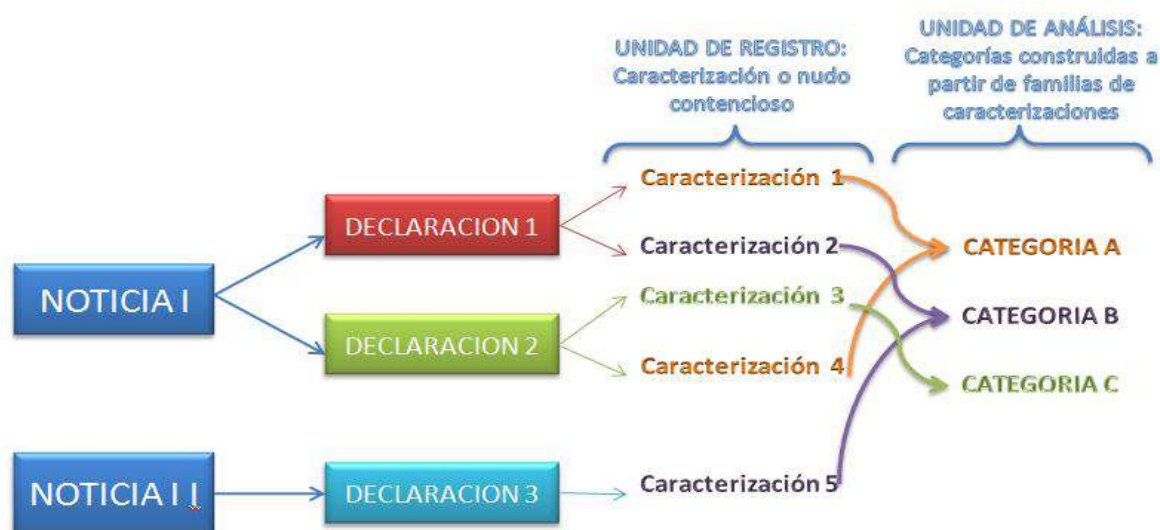 UNIDAD DE REGISTRO:
Caracterización o nudo
contencioso
UNIDAD DE ANÁLISIS:
Categorías construidas a
partir de familias de
caracterizaciones
Caracterización 1
DECLARACION 1
Caracterización 2
CATEGORIA A
NOTICIA I
Caracterización 3
CATEGORIA B
DECLARACION 2
Caracterización 4
CATEGORIA C
NOTICIA I I
DECLARACION 3
Caracterización 5